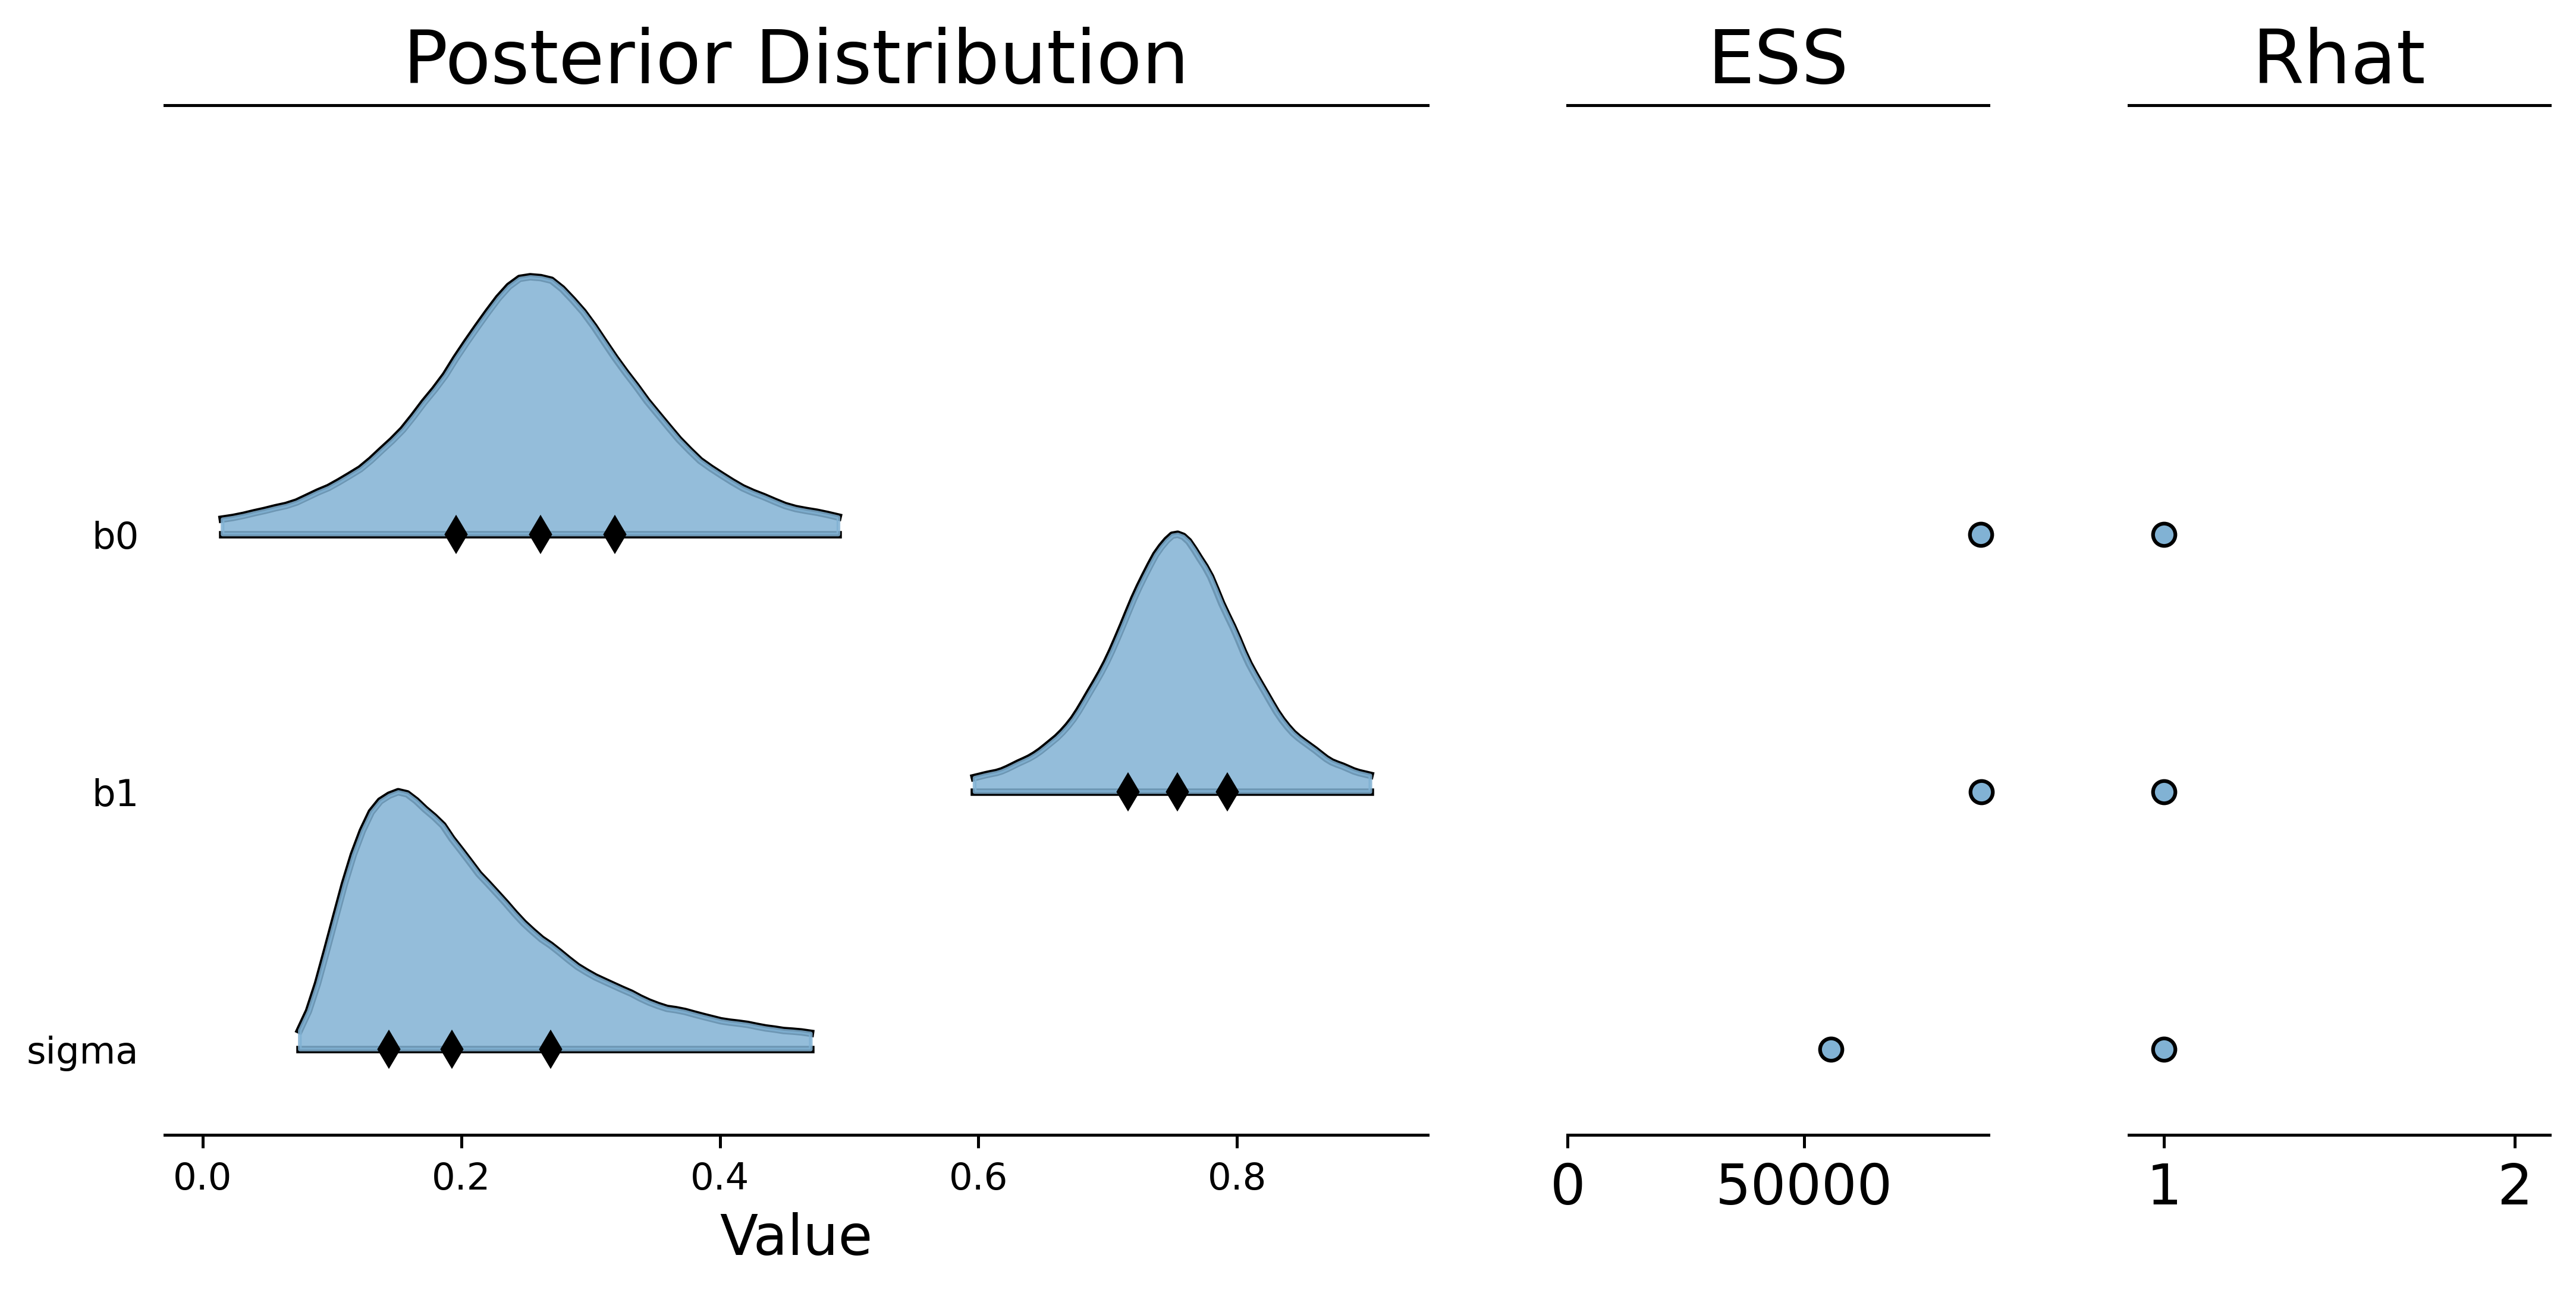 Posterior Distribution
ESS
Rhat
b0
b1
sigma
0.0 0.2 0.4 0.6 0.8
0 50000
1 2
Value